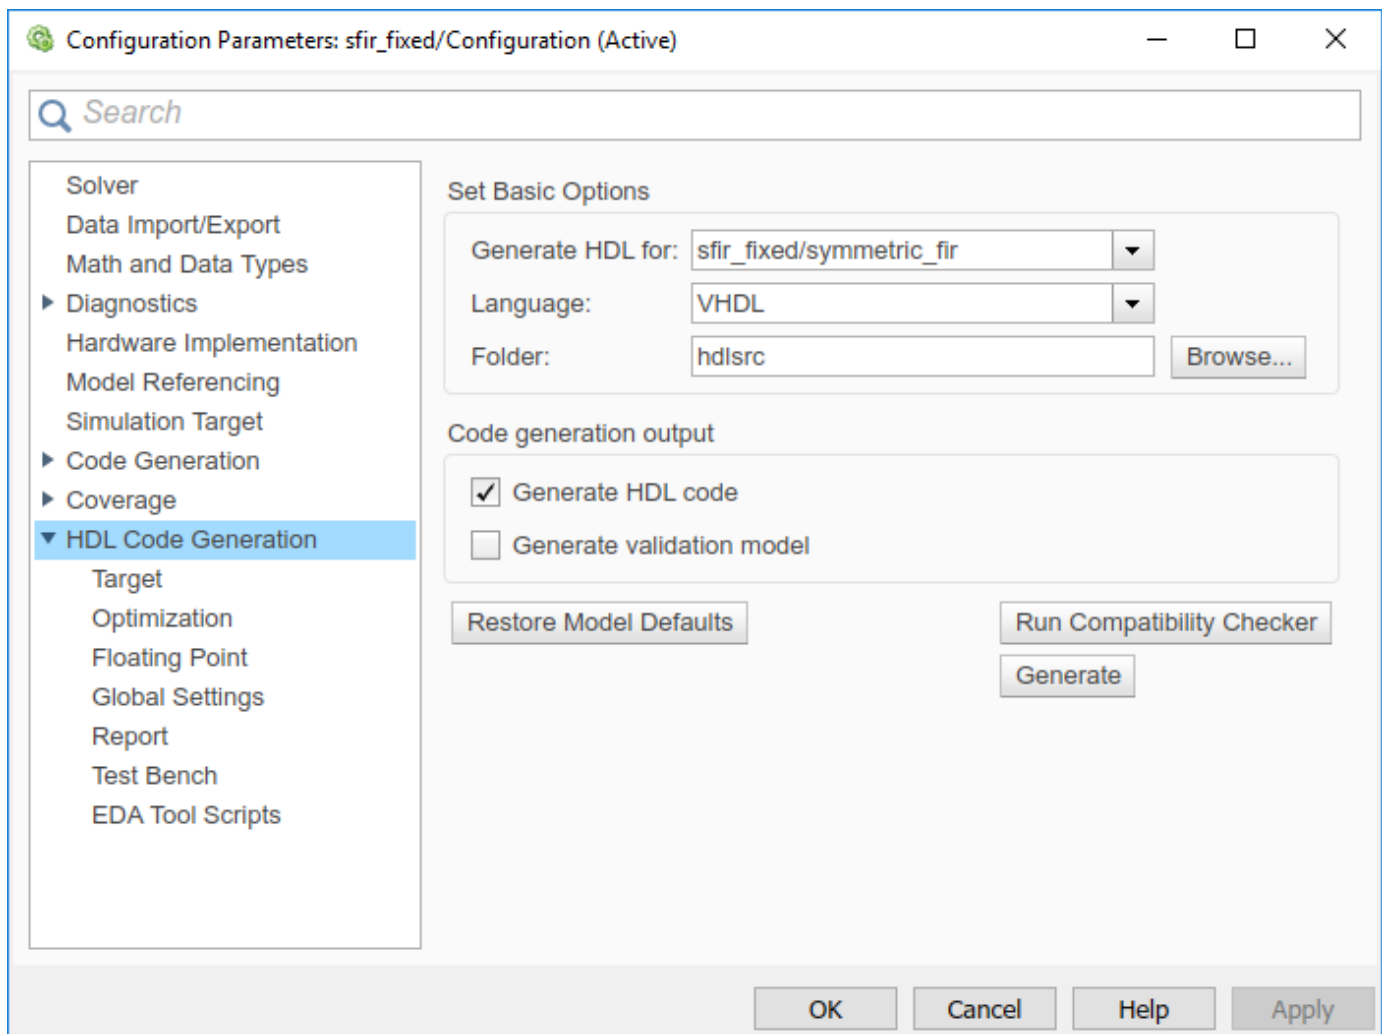 Configuration Parameters: sfir_fixed/Configuration (Active)
Search
Solver
Data Import/Export
Math and Data Types
Diagnostics
Hardware Implementation
Model Referencing
Simulation Target
Code Generation
Coverage
HDL Code Generation
Target
Optimization
Floating Point
Global Settings
Report
Test Bench
EDA Tool Scripts
Set Basic Options
Generate HDL for: sfir_fixed/symmetric_fir
Language: VHDL
Folder: hdlsrc Browse...
Code generation output
Generate HDL code
Generate validation model
Restore Model Defaults Run Compatibility Checker
Generate
OK Cancel Help Apply